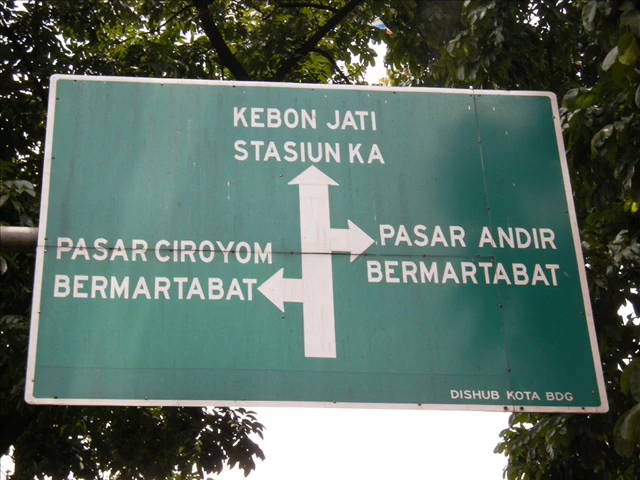 KEBON JATI
STASIUN KA
PASAR CIROYOM
BERMARTABAT
PASAR ANDIR
BERMARTABAT
DISHUB KOTA BDG